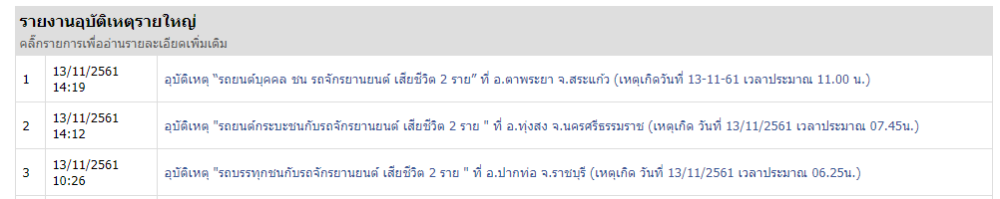 รายงานอุบัติเหตุรายใหญ่
คลิ๊กรายการเพื่ออ่านรายละเอียดเพิ่มเติม
1 13/11/2561 14:19 อุบัติเหตุ “รถยนต์บุคคล ชน รถจักรยานยนต์ เสียชีวิต 2 ราย” ที่ อ.ตาพระยา จ.สระแก้ว (เหตุเกิดวันที่ 13-11-61 เวลาประมาณ 11.00 น.)
2 13/11/2561 14:12 อุบัติเหตุ "รถยนต์กระบะชนกับรถจักรยานยนต์ เสียชีวิต 2 ราย " ที่ อ.ทุ่งสง จ.นครศรีธรรมราช (เหตุเกิด วันที่ 13/11/2561 เวลาประมาณ 07.45น.)
3 13/11/2561 10:26 อุบัติเหตุ "รถบรรทุกชนกับรถจักรยานยนต์ เสียชีวิต 2 ราย " ที่ อ.ปากท่อ จ.ราชบุรี (เหตุเกิด วันที่ 13/11/2561 เวลาประมาณ 06.25น.)